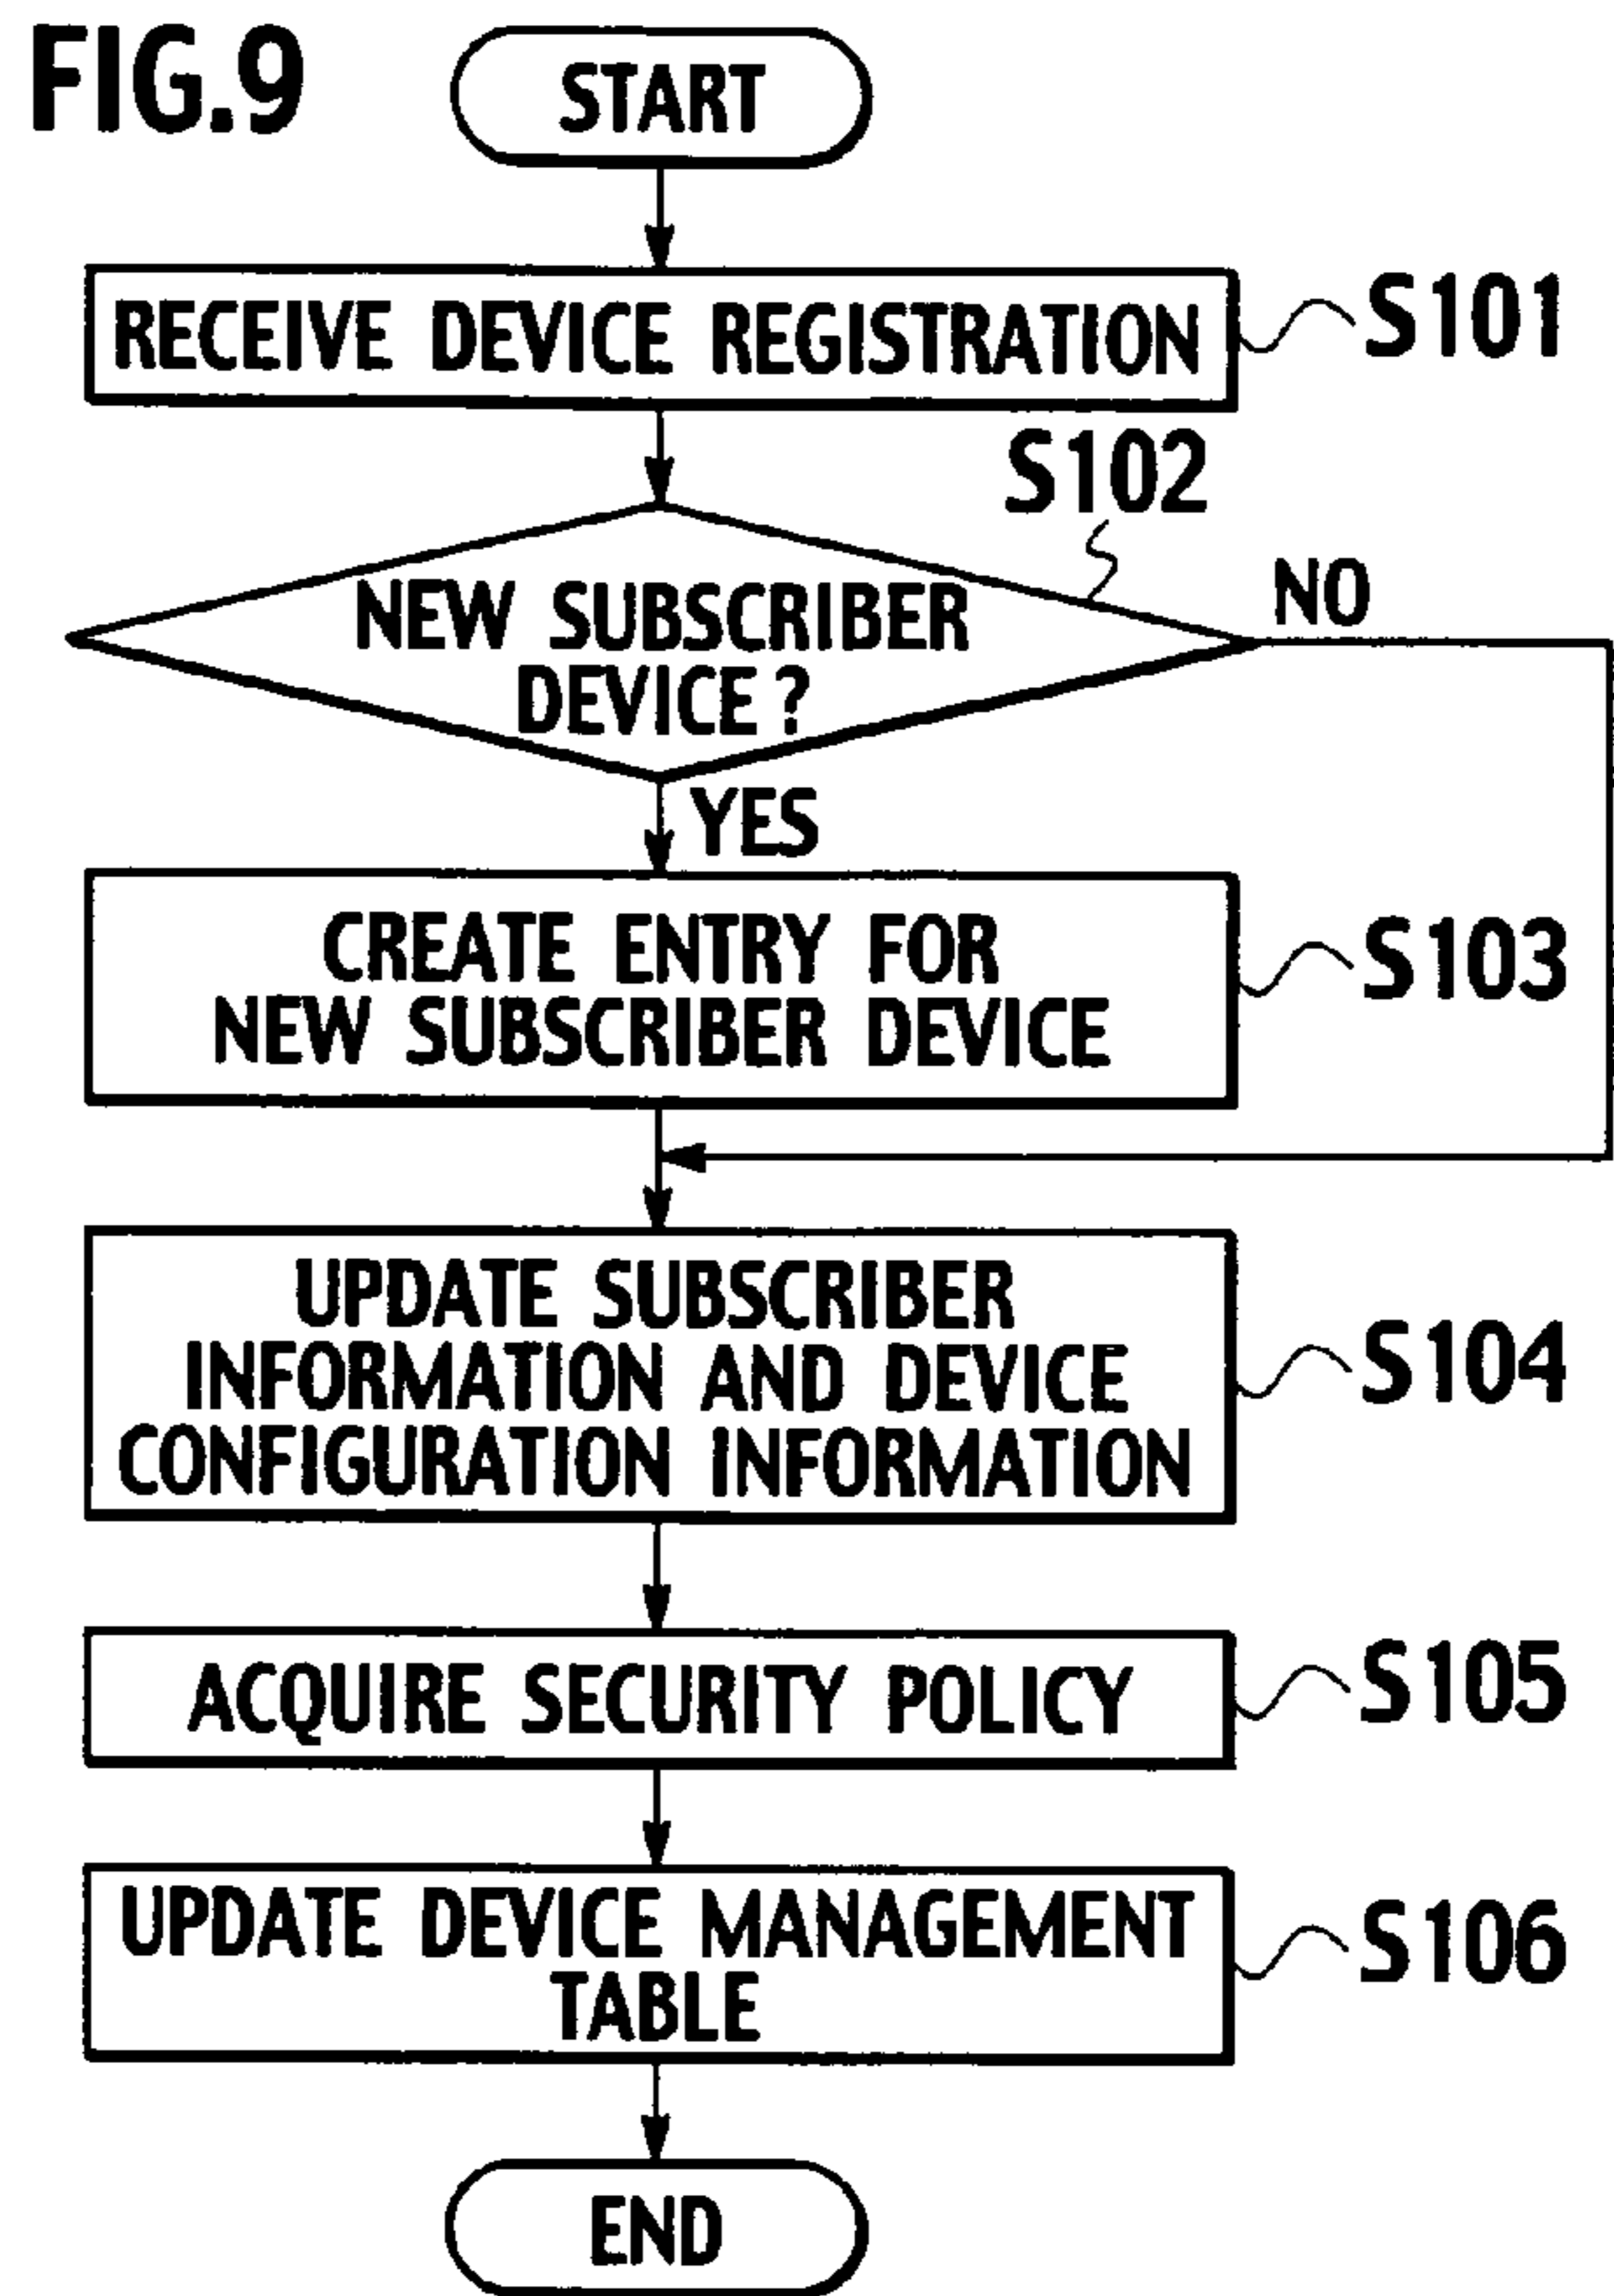 FIG.9
START
RECEIVE DEVICE REGISTRATION
S101
S102
NEW SUBSCRIBER
DEVICE?
NO
YES
CREATE ENTRY FOR
NEW SUBSCRIBER DEVICE
S103
UPDATE SUBSCRIBER
INFORMATION AND DEVICE
CONFIGURATION INFORMATION
S104
ACQUIRE SECURITY POLICY
S105
UPDATE DEVICE MANAGEMENT
TABLE
S106
END